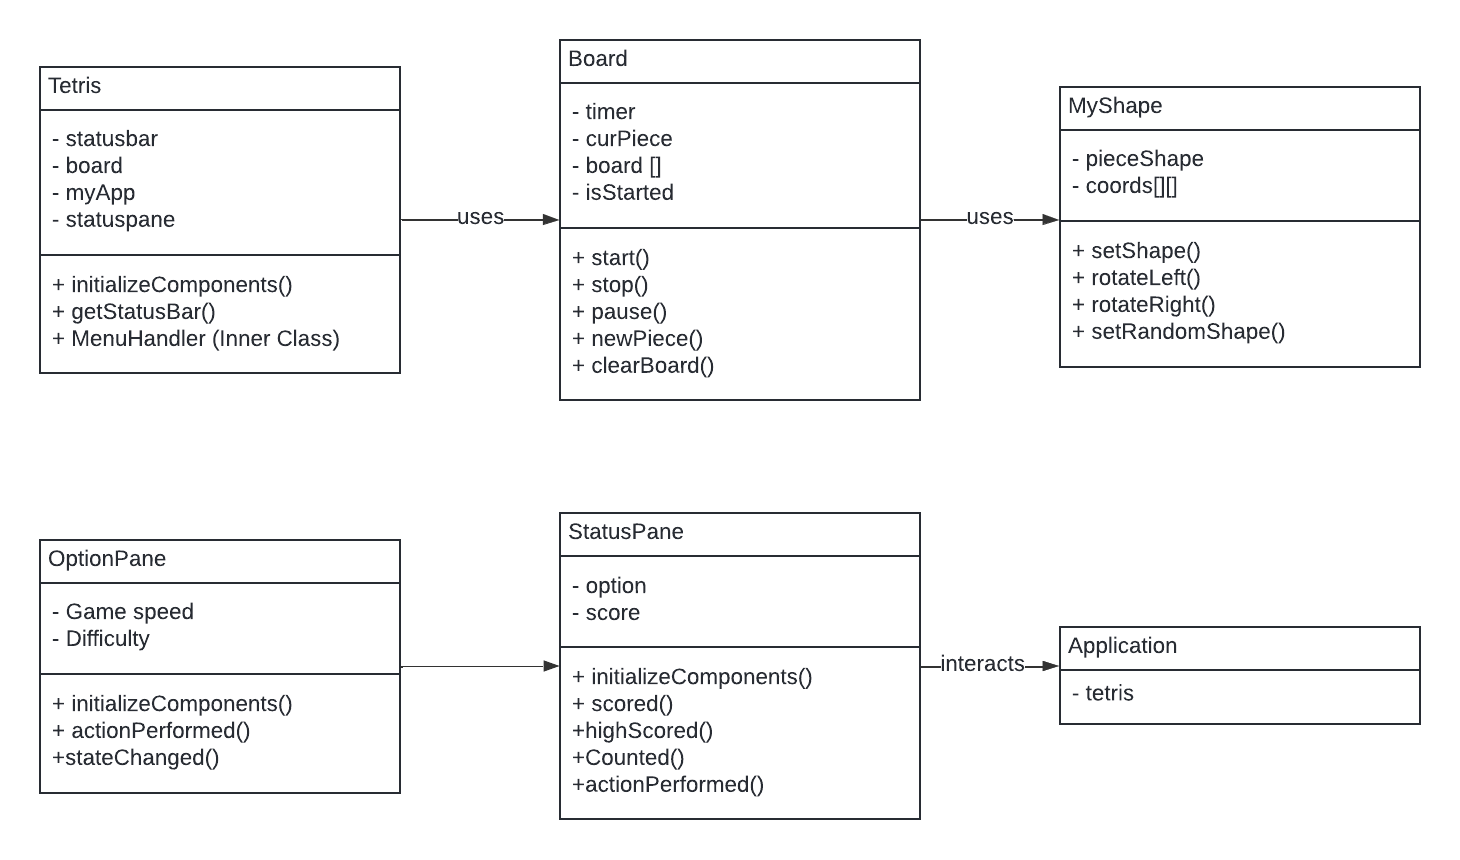 Tetris
- statusbar
- board
- myApp
- statuspane
+ initializeComponents()
+ getStatusBar()
+ MenuHandler (Inner Class)
uses
Board
- timer
- curPiece
- board []
- isStarted
+ start()
+ stop()
+ pause()
+ newPiece()
+ clearBoard()
uses
MyShape
- pieceShape
- coords[][]
+ setShape()
+ rotateLeft()
+ rotateRight()
+ setRandomShape()
OptionPane
- Game speed
- Difficulty
+ initializeComponents()
+ actionPerformed()
+stateChanged()
StatusPane
- option
- score
+ initializeComponents()
+ scored()
+highScored()
+Counted()
+actionPerformed()
interacts
Application
- tetris